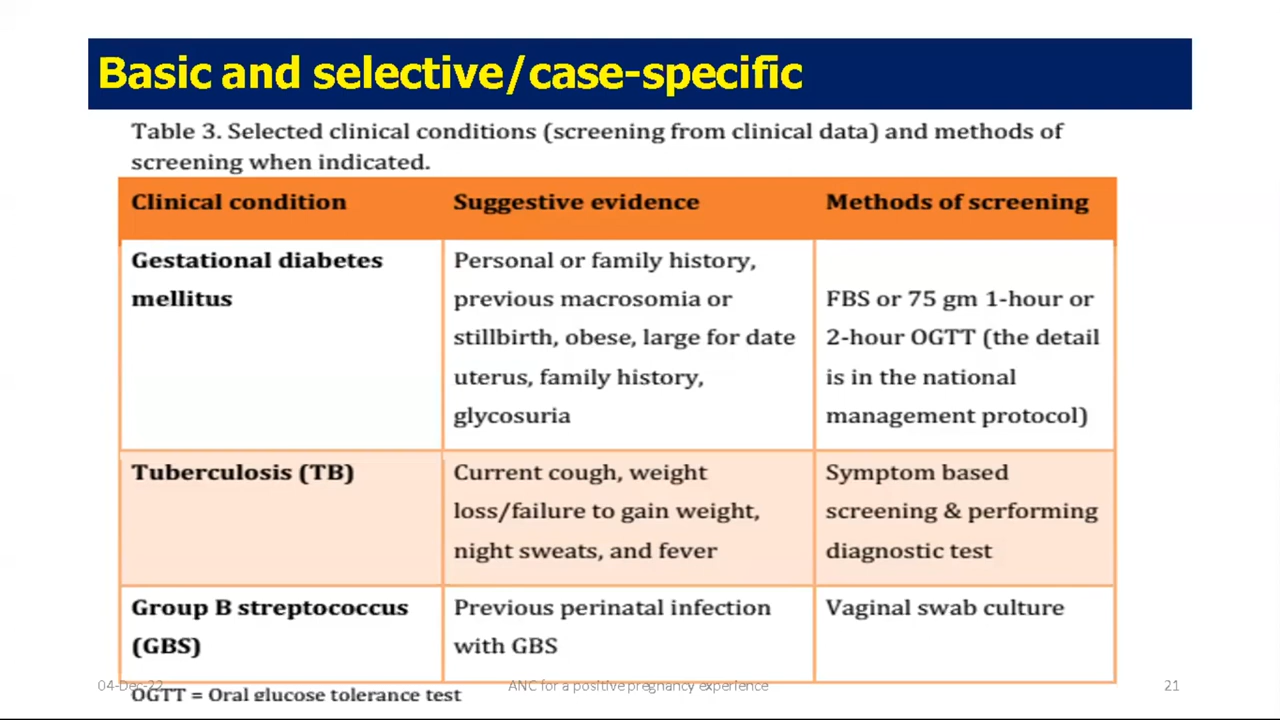 Basic and selective/case-specific
Table 3. Selected clinical conditions (screening from clinical data) and methods of
screening when indicated.
Clinical condition
Suggestive evidence
Methods of screening
Gestational diabetes
mellitus
Personal or family history,
previous macrosomia or
stillbirth, obese, large for date
uterus, family history,
glycosuria
FBS or 75 gm 1-hour or
2-hour OGTT (the detail
is in the national
management protocol)
Tuberculosis (TB)
Current cough, weight
loss/failure to gain weight,
night sweats, and fever
Symptom based
screening & performing
diagnostic test
Group B streptococcus
(GBS)
Previous perinatal infection
with GBS
Vaginal swab culture
04-Dec-22
ANC for a positive pregnancy experience
21
OGTT = Oral glucose tolerance test